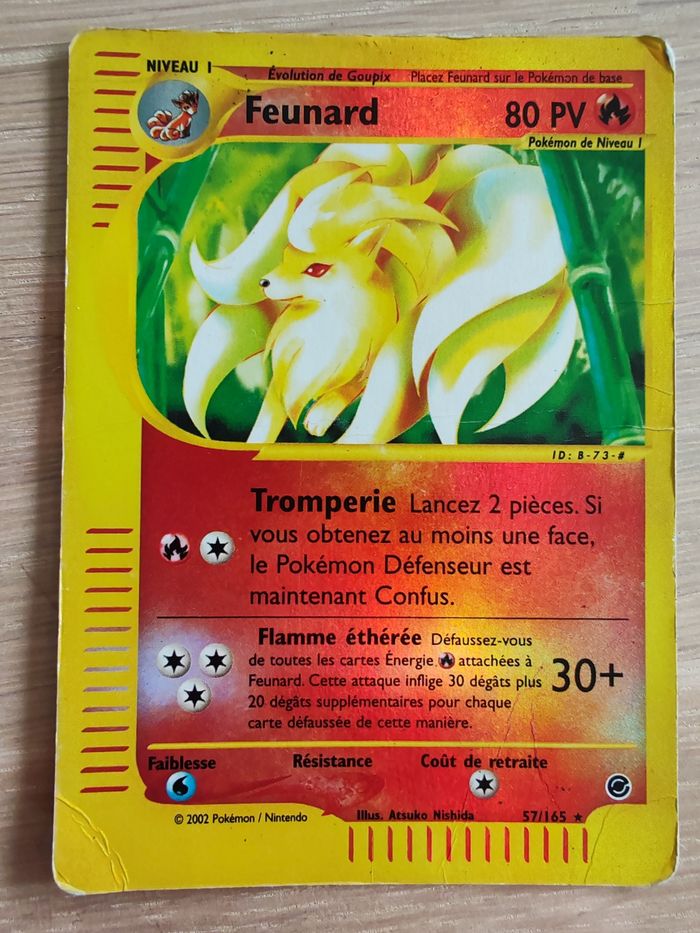 NIVEAU 1
Évolution de Goupix Placez Feunard sur le Pokémon de base
Feunard 80 PV
Pokémon de Niveau 1
ID: B-73-#
Tromperie Lancez 2 pièces. Si
vous obtenez au moins une face,
le Pokémon Défenseur est
maintenant Confus.
Flamme éthérée Défaussez-vous
de toutes les cartes Énergie attachées à
Feunard. Cette attaque inflige 30 dégâts plus
20 dégâts supplémentaires pour chaque
carte défaussée de cette manière.
30+
Faiblesse Résistance Coût de retraite
© 2002 Pokémon / Nintendo Illus. Atsuko Nishida 57/165 ★